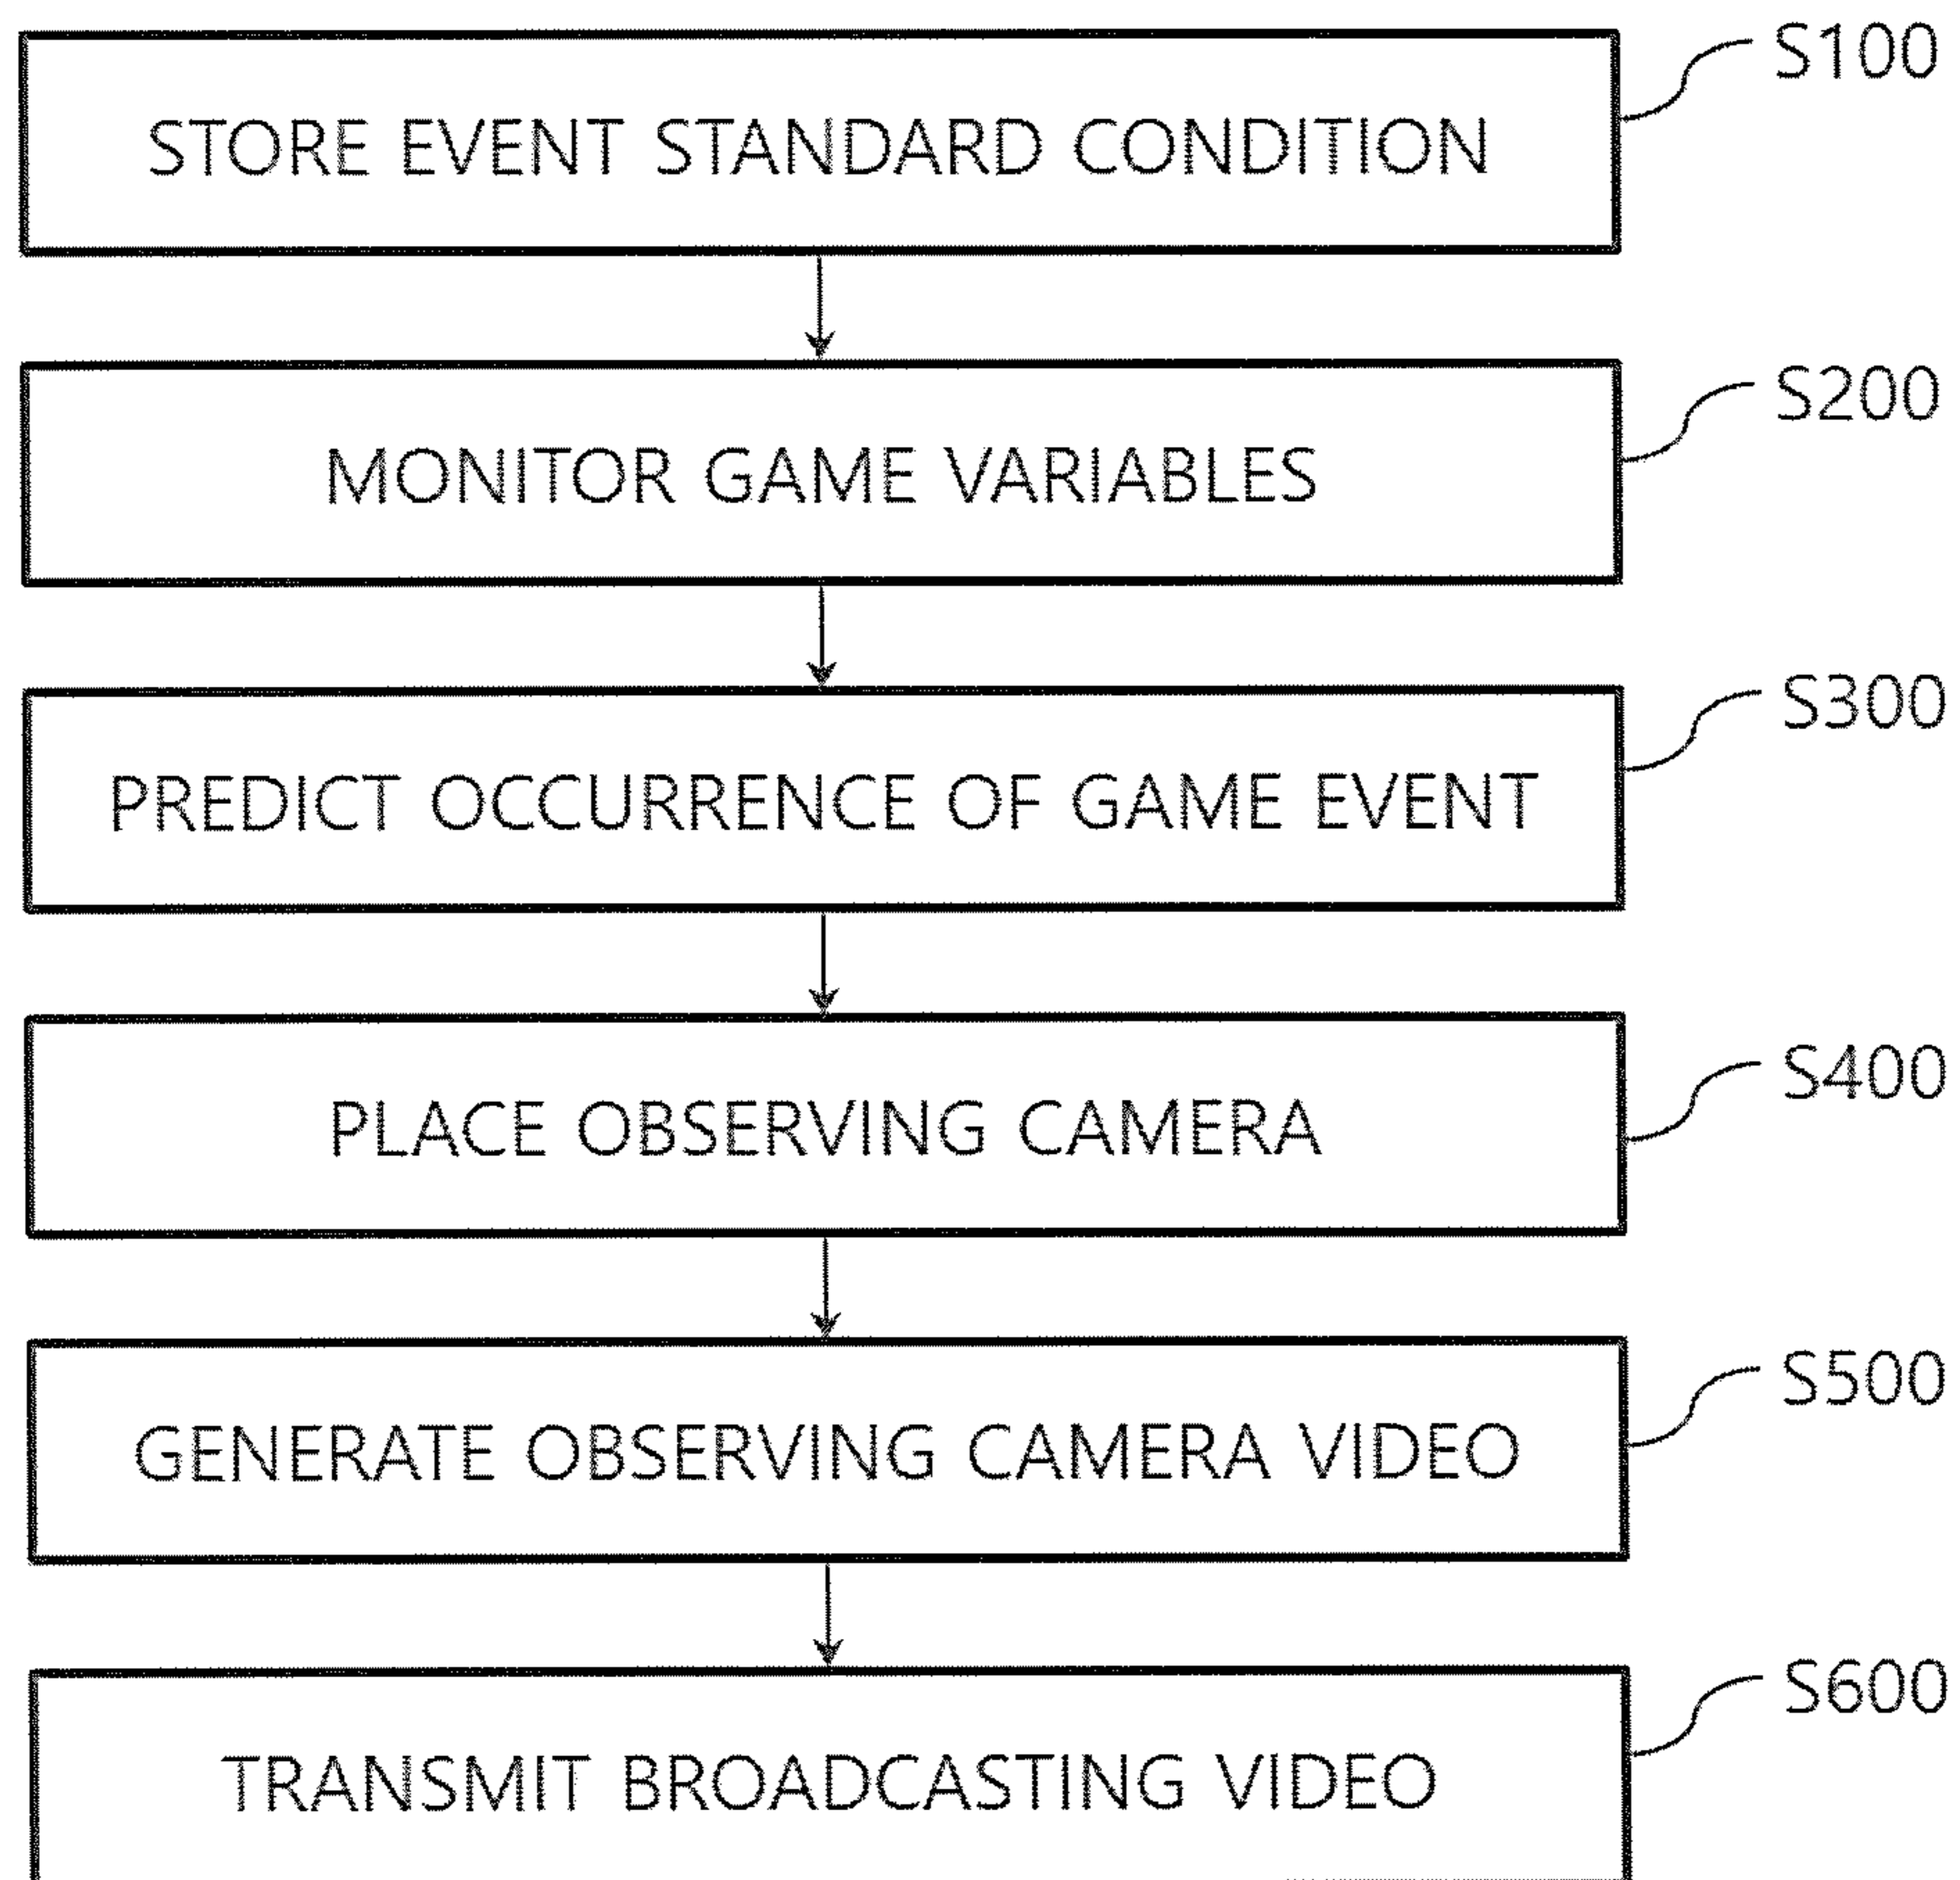 S100
STORE EVENT STANDARD CONDITION
S200
MONITOR GAME VARIABLES
S300
PREDICT OCCURRENCE OF GAME EVENT
S400
PLACE OBSERVING CAMERA
S500
GENERATE OBSERVING CAMERA VIDEO
S600
TRANSMIT BROADCASTING VIDEO